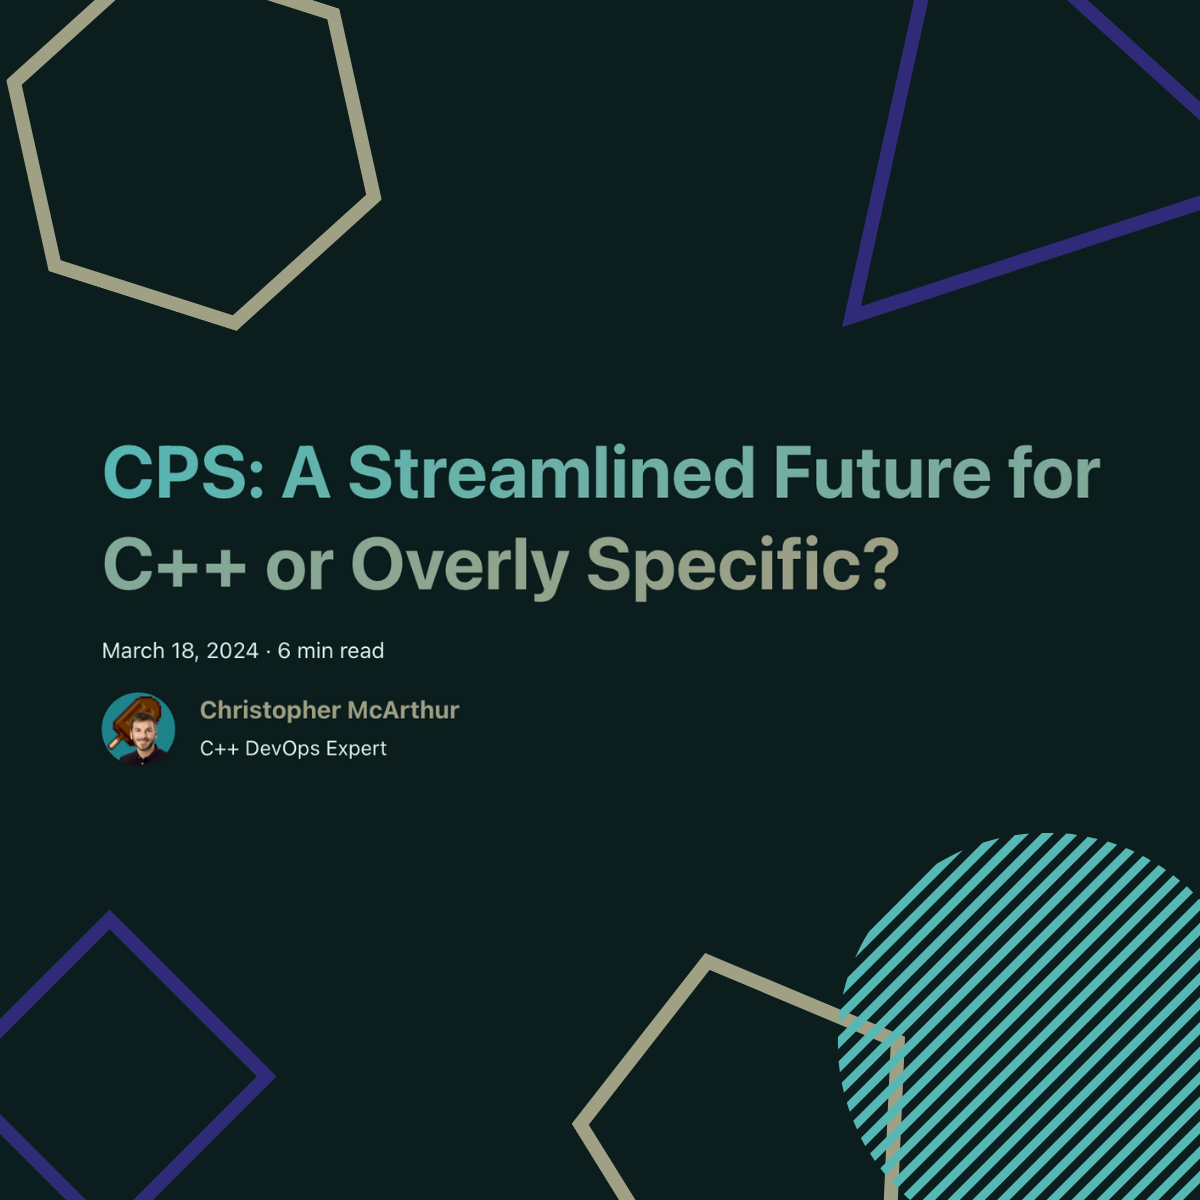 CPS: A Streamlined Future for
C++ or Overly Specific?
March 18, 2024 · 6 min read
Christopher McArthur
C++ DevOps Expert